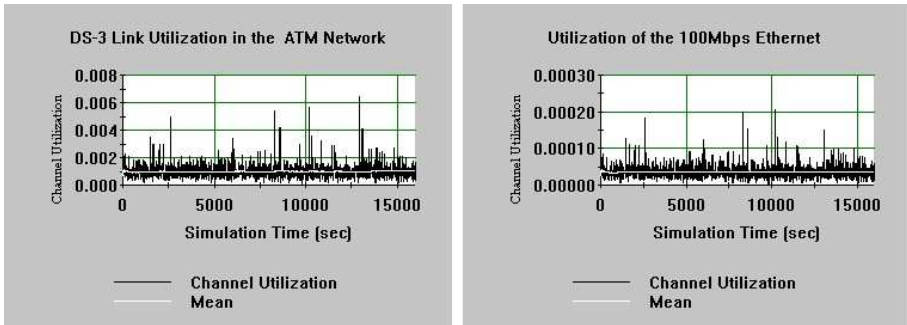 DS-3 Link Utilization in the ATM Network
Channel Utilization
0.008
0.006
0.004
0.002
0.000
0 5000 10000 15000
Simulation Time (sec)
Channel Utilization
Mean
Utilization of the 100Mbps Ethernet
Channel Utilization
0.00030
0.00020
0.00010
0.00000
0 5000 10000 15000
Simulation Time (sec)
Channel Utilization
Mean